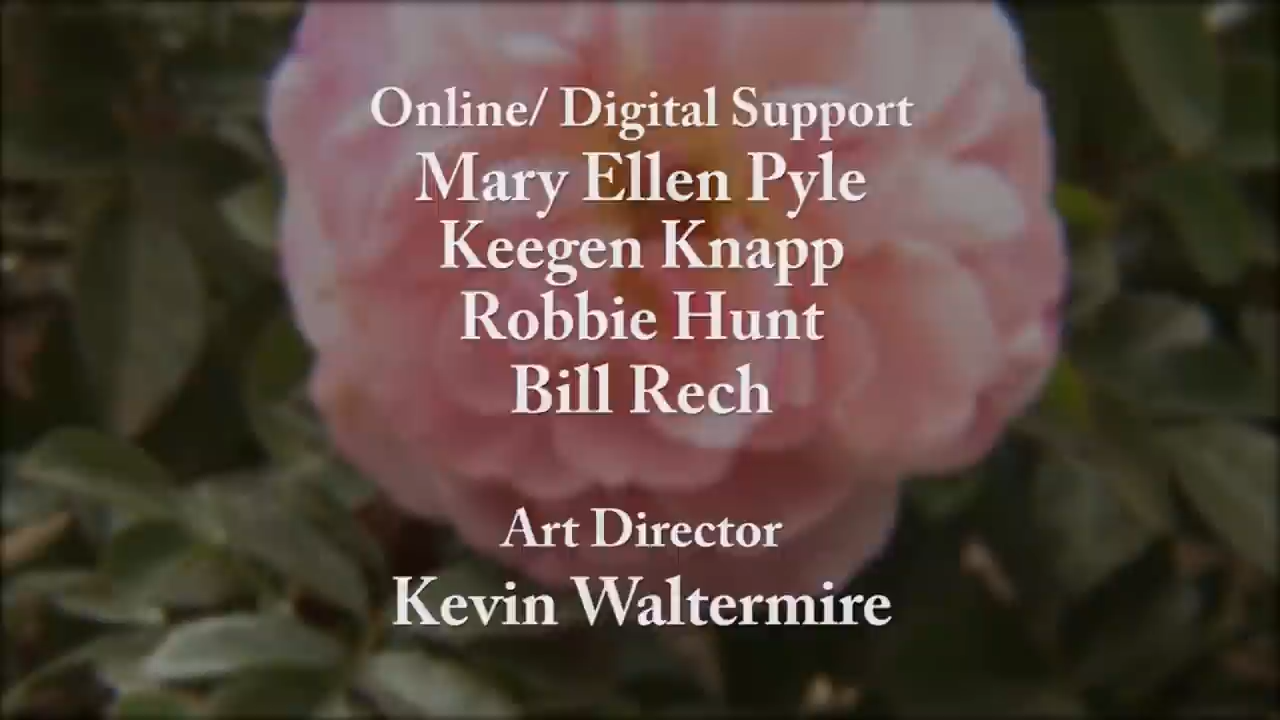 Online/ Digital Support
Mary Ellen Pyle
Keegen Knapp
Robbie Hunt
Bill Rech
Art Director
Kevin Waltermire